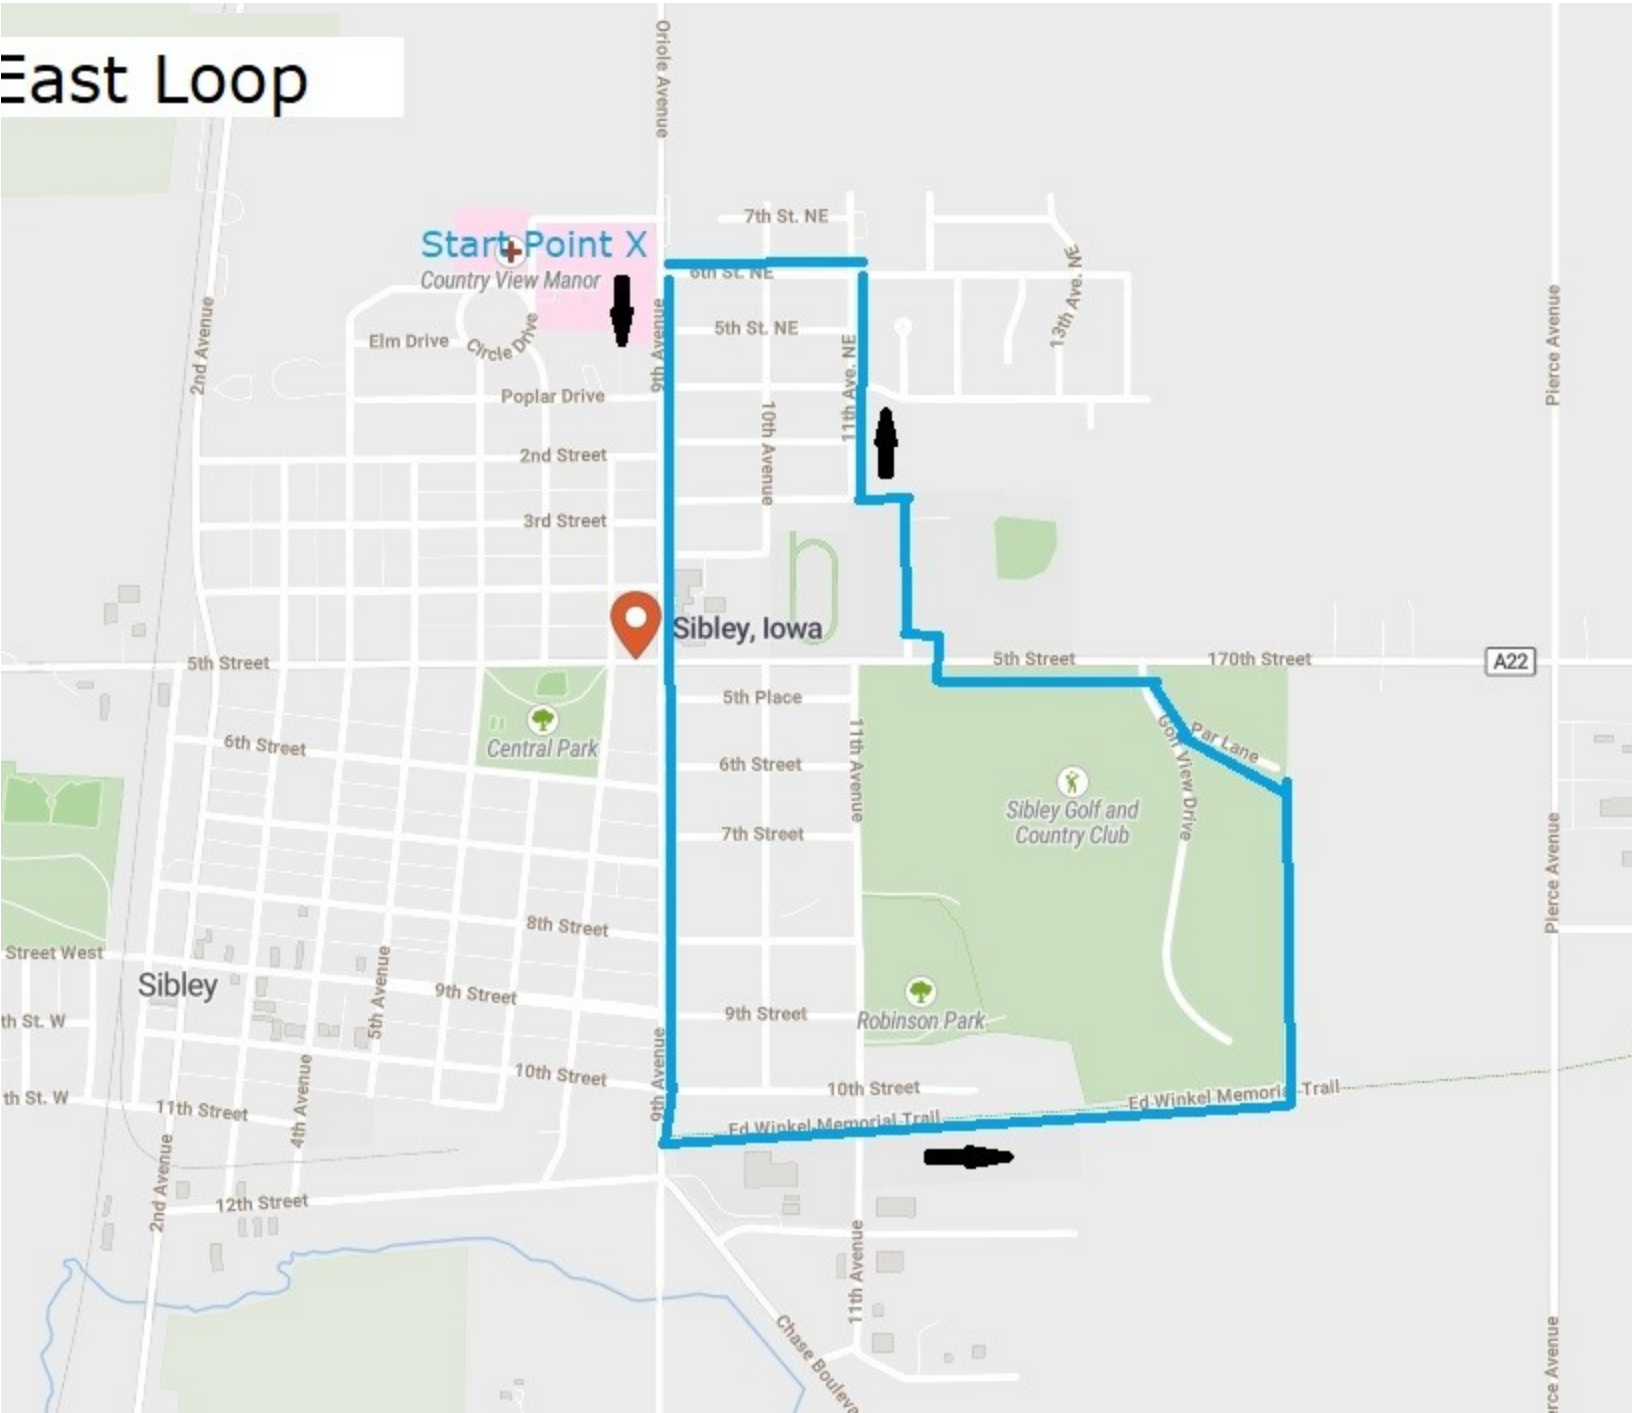 East Loop
Oriole Avenue
7th St. NE
Start Point X
Country View Manor
6th St. NE
13th Ave. NE
2nd Avenue
9th Avenue
5th St. NE
Elm Drive
Circle Drive
11th Ave. NE
Pierce Avenue
Poplar Drive
10th Avenue
2nd Street
3rd Street
Sibley, Iowa
5th Street
5th Street
170th Street
A22
5th Place
Central Park
6th Street
6th Street
11th Avenue
Golf View Drive
Par Lane
Sibley Golf and
Country Club
7th Street
Pierce Avenue
8th Street
Street West
Sibley
5th Avenue
9th Street
9th Street
Robinson Park
th St. W
9th Avenue
10th Street
10th Street
th St. W
11th Street
4th Avenue
Ed Winkel Memorial Trail
Ed Winkel Memorial Trail
2nd Avenue
12th Street
11th Avenue
Chase Bouleva
rce Avenue